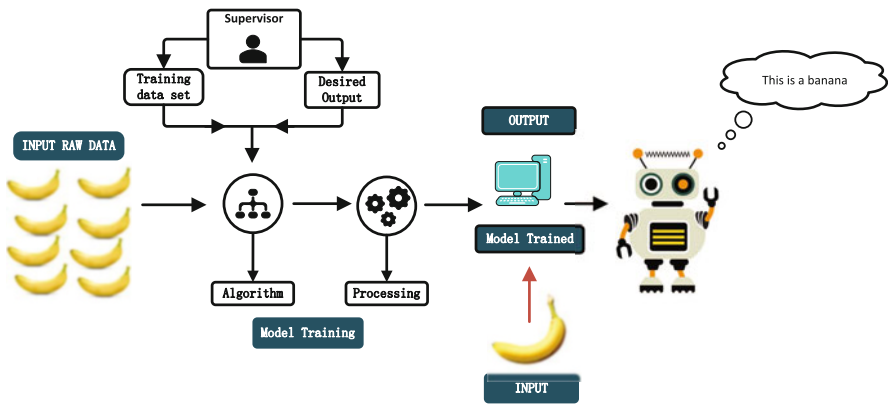 Supervisor
Training
data set
Desired
Output
This is a banana
INPUT RAW DATA
OUTPUT
Model Trained
Algorithm
Processing
Model Training
INPUT